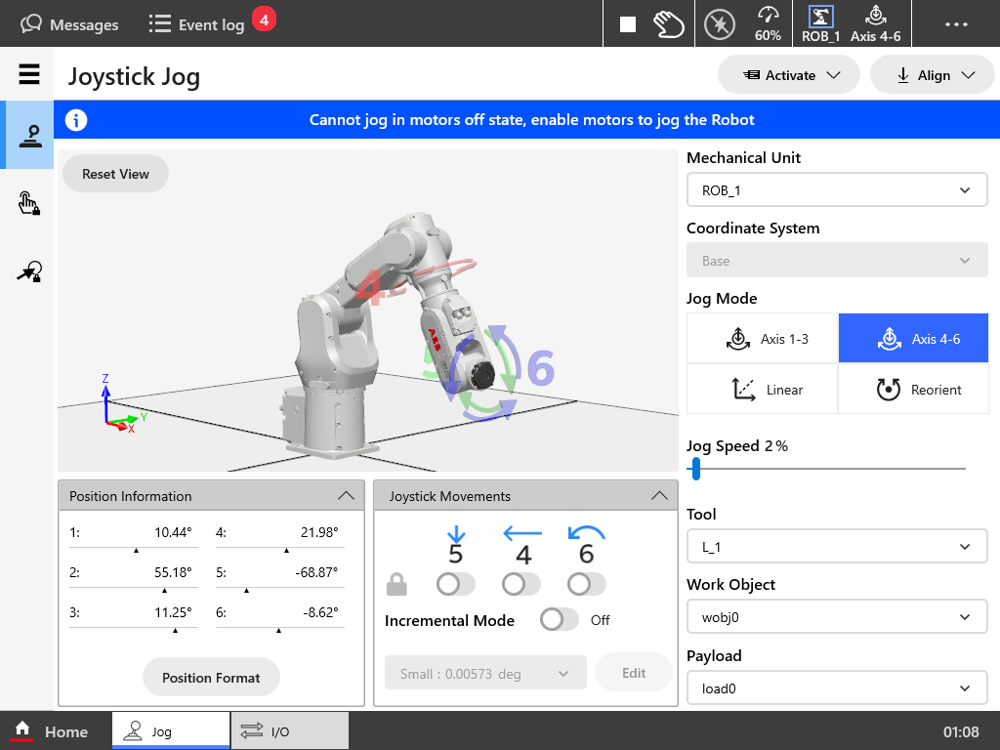 Messages
Event log
4
60%
ROB_1
Axis 4-6
Joystick Jog
Activate
Align
Cannot jog in motors off state, enable motors to jog the Robot
Reset View
4
5
6
ABB
Z
Y
X
Mechanical Unit
ROB_1
Coordinate System
Base
Jog Mode
Axis 1-3
Axis 4-6
Linear
Reorient
Jog Speed 2%
Tool
L_1
Work Object
wobj0
Payload
load0
Position Information
1: 10.44° 4: 21.98°
2: 55.18° 5: -68.87°
3: 11.25° 6: -8.62°
Position Format
Joystick Movements
5 4 6
Incremental Mode Off
Small : 0.00573 deg
Edit
Home
Jog
I/O
01:08